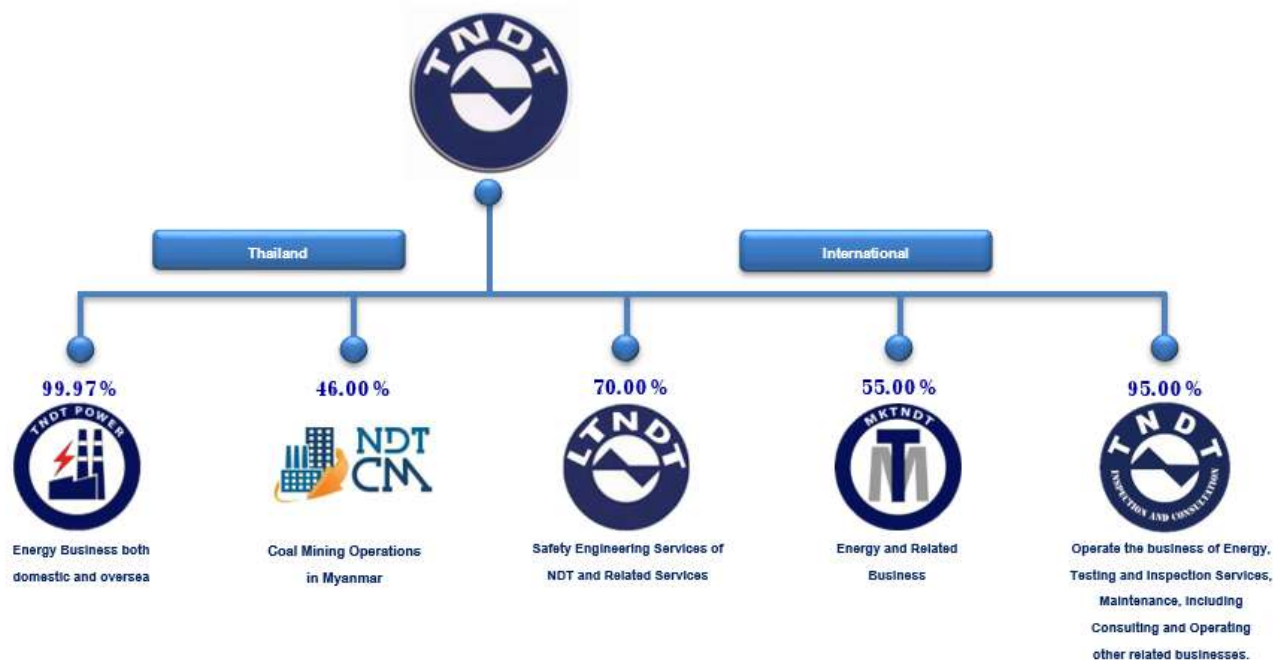 TNDT
Thailand
International
99.97%
46.00%
70.00%
55.00%
95.00%
TNDT POWER
NDT
CM
LTNDT
MKTNDT
TM
TNDT
INSPECTION AND CONSULTATION
Energy Business both
domestic and oversea
Coal Mining Operations
in Myanmar
Safety Engineering Services of
NDT and Related Services
Energy and Related
Business
Operate the business of Energy,
Testing and Inspection Services,
Maintenance, Including
Consulting and Operating
other related businesses.